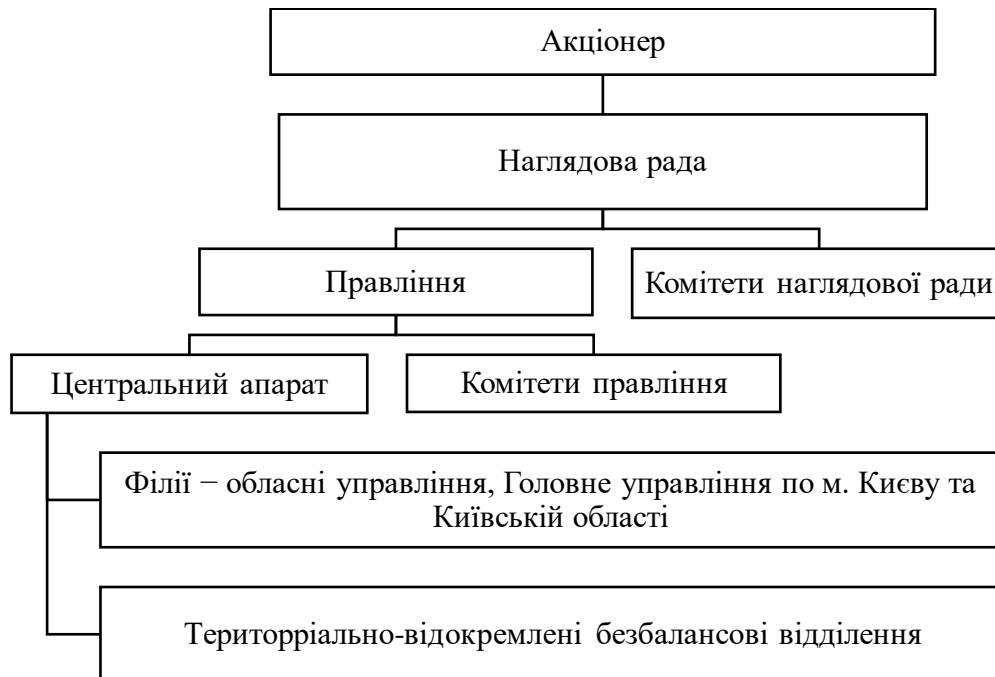 Акціонер
Наглядова рада
Правління
Комітети наглядової ради
Центральний апарат
Комітети правління
Філії − обласні управління, Головне управління по м. Києву та
Київській області
Територріально-відокремлені безбалансові відділення